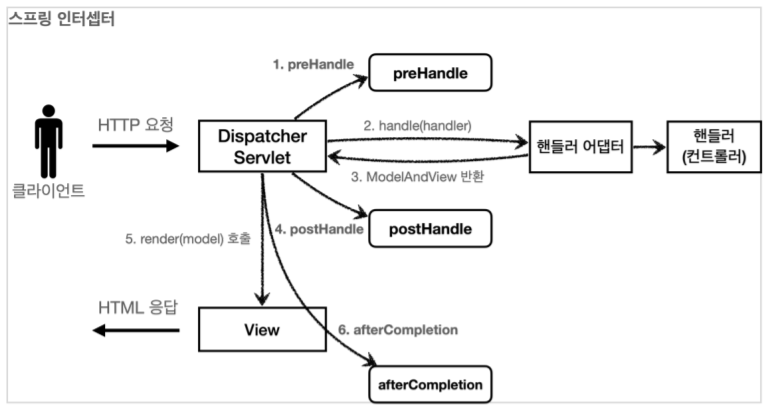 스프링 인터셉터
1. preHandle
preHandle
HTTP 요청
Dispatcher
Servlet
2. handle(handler)
핸들러 어댑터
핸들러
(컨트롤러)
3. ModelAndView 반환
클라이언트
5. render(model) 호출
4. postHandle
postHandle
HTML 응답
View
6. afterCompletion
afterCompletion